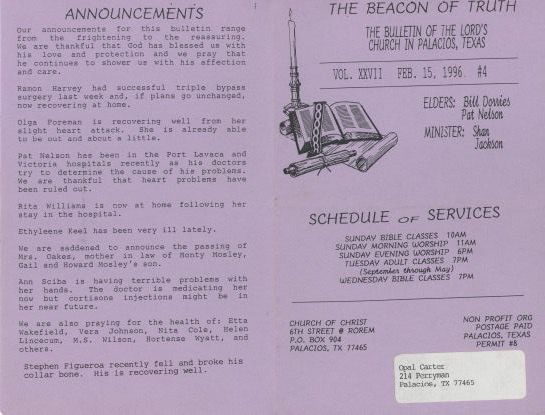 ANNOUNCEMENTS
Our announcements for this bulletin range
from the frightening to the reassuring.
We are thankful that God has blessed us with
his love and protection and we pray that
he continues to shower us with his affection
and care.
Ramon Harvey had successful triple bypass
surgery last week and, if plans go unchanged,
now recovering at home.
Olga Poreman is recovering well from her
slight heart attack. She is already able
to be out and about a little.
Pat Nelson has been in the Port Lavaca and
Victoria hospitals recently as his doctors
try to determine the cause of his problems.
We are thankful that heart problems have
been ruled out.
Rita Williams is now at home following her
stay in the hospital.
Ethyleene Keel has been very ill lately.
We are saddened to announce the passing of
Mrs. Oakes, mother in law of Monty Mosley,
Gail and Howard Mosley's son.
Ann Sciba is having terrible problems with
her hands. The doctor is medicating her
now but cortisone injections might be in
her near future.
We are also praying for the health of: Etta
Wakefield, Vera Johnson, Nita Cole, Helen
Lincecum, M.S. Wilson, Hortense Wyatt, and
others.
Stephen Figueroa recently fell and broke his
collar bone. His is recovering well.
THE BEACON OF TRUTH
THE BULLETIN OF THE LORD'S
CHURCH IN PALACIOS, TEXAS
VOL. XXVII FEB. 15, 1996 #4
ELDERS: Bill Dovries
Pat Nelson
MINISTER: Shan
Jackson
SCHEDULE OF SERVICES
SUNDAY BIBLE CLASSES 10AM
SUNDAY MORNING WORSHIP 11AM
SUNDAY EVENING WORSHIP 6PM
TUESDAY ADULT CLASSES 7PM
(September through May)
WEDNESDAY BIBLE CLASSES 7PM
CHURCH OF CHRIST
6TH STREET @ ROREM
P.O. BOX 904
PALACIOS, TX 77465
NON PROFIT ORG
POSTAGE PAID
PALACIOS, TEXAS
PERMIT #8
Opal Carter
214 Perryman
Palacios, TX 77465